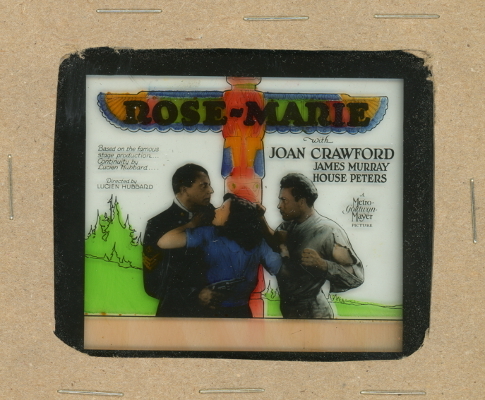 ROSE-MARIE
with
JOAN CRAWFORD
JAMES MURRAY
HOUSE PETERS
A
Metro-
Goldwyn
Mayer
PICTURE
Based on the famous
stage production....
Continuity by
Lucien Hubbard....
Directed by
LUCIEN HUBBARD